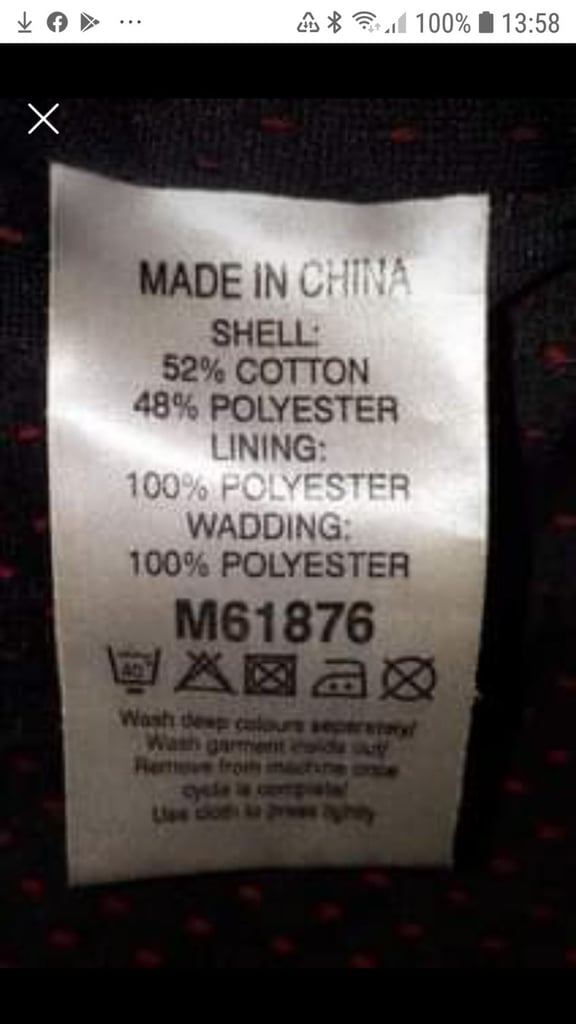 100% 13:58
MADE IN CHINA
SHELL:
52% COTTON
48% POLYESTER
LINING:
100% POLYESTER
WADDING:
100% POLYESTER
M61876
40°
Wash deep colours separately/
Wash garment inside out/
Remove from machine once
cycle is complete/
Use cloth to press lightly